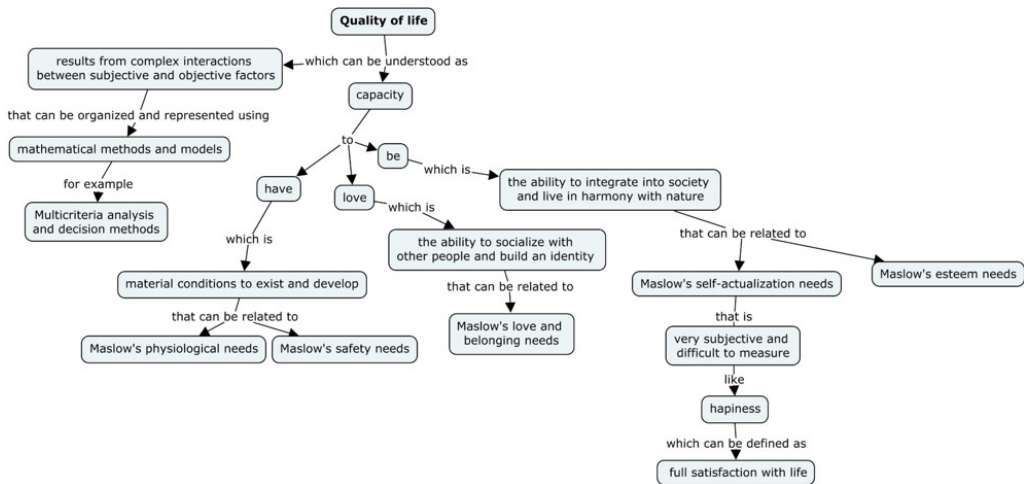 Quality of life
which can be understood as
results from complex interactions
between subjective and objective factors
capacity
that can be organized and represented using
mathematical methods and models
for example
Multicriteria analysis
and decision methods
to
have
love
be
which is
material conditions to exist and develop
that can be related to
Maslow's physiological needs
Maslow's safety needs
which is
the ability to socialize with
other people and build an identity
that can be related to
Maslow's love and
belonging needs
which is
the ability to integrate into society
and live in harmony with nature
that can be related to
Maslow's self-actualization needs
Maslow's esteem needs
that is
very subjective and
difficult to measure
like
hapiness
which can be defined as
full satisfaction with life